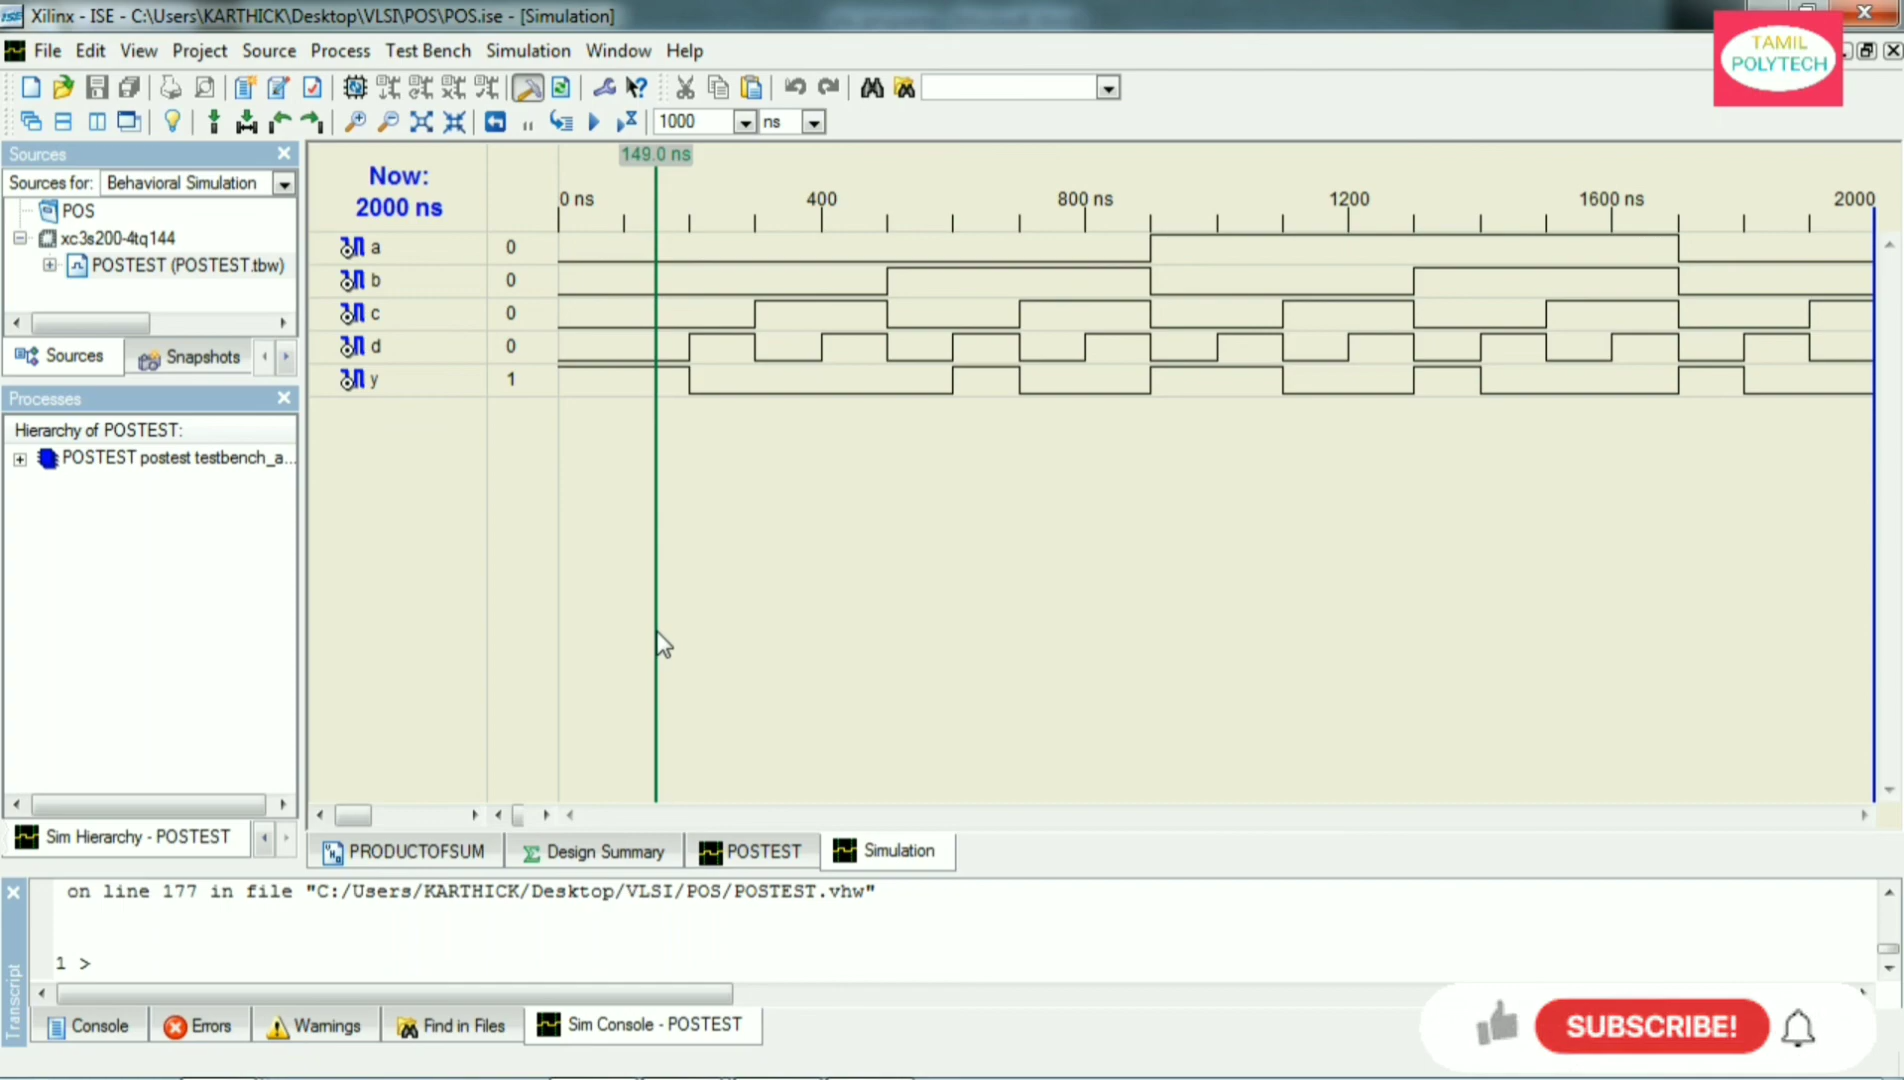 Xilinx - ISE - C:\Users\KARTHICK\Desktop\VLSI\POS\POS.ise - [Simulation]
TAMIL
POLYTECH
File Edit View Project Source Process Test Bench Simulation Window Help
1000 ns
Sources
Sources for: Behavioral Simulation
POS
xc3s200-4tq144
POSTEST (POSTEST.tbw)
Sources Snapshots
Processes
Hierarchy of POSTEST:
POSTEST postest testbench_a...
Sim Hierarchy - POSTEST
149.0 ns
Now:
2000 ns
0 ns 400 800 ns 1200 1600 ns 2000
a 0
b 0
c 0
d 0
y 1
PRODUCTOFSUM Design Summary POSTEST Simulation
on line 177 in file "C:/Users/KARTHICK/Desktop/VLSI/POS/POSTEST.vhw"
1 >
Transcript
Console Errors Warnings Find in Files Sim Console - POSTEST
SUBSCRIBE!